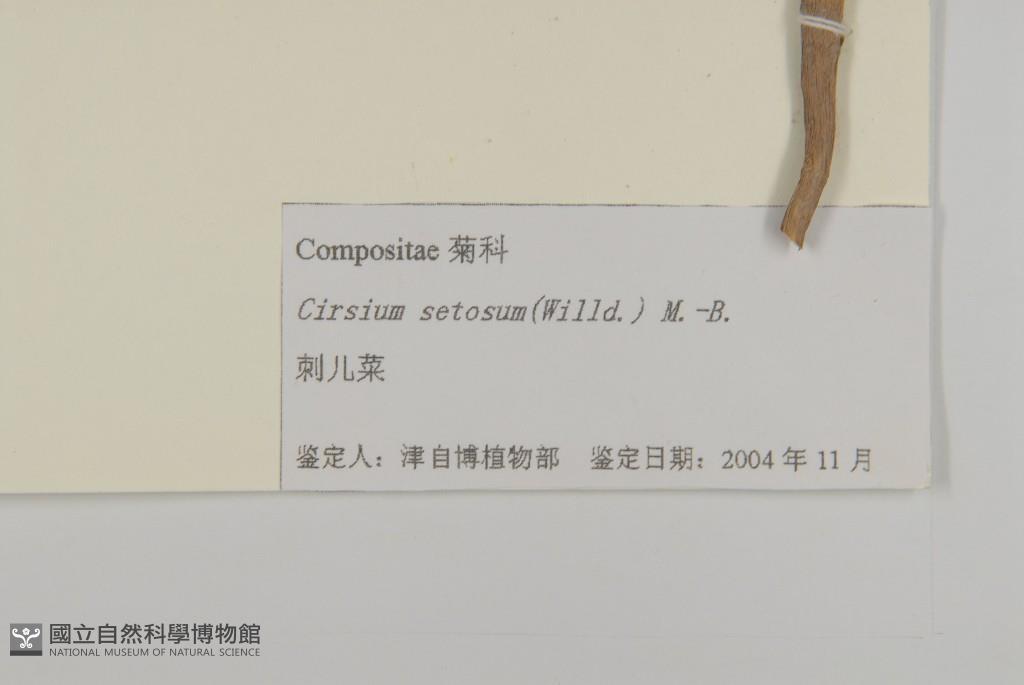 Compositae 菊科
Cirsium setosum(Willd.) M.-B.
刺儿菜
鉴定人：津自博植物部 鉴定日期：2004 年 11 月
國立自然科學博物館
NATIONAL MUSEUM OF NATURAL SCIENCE